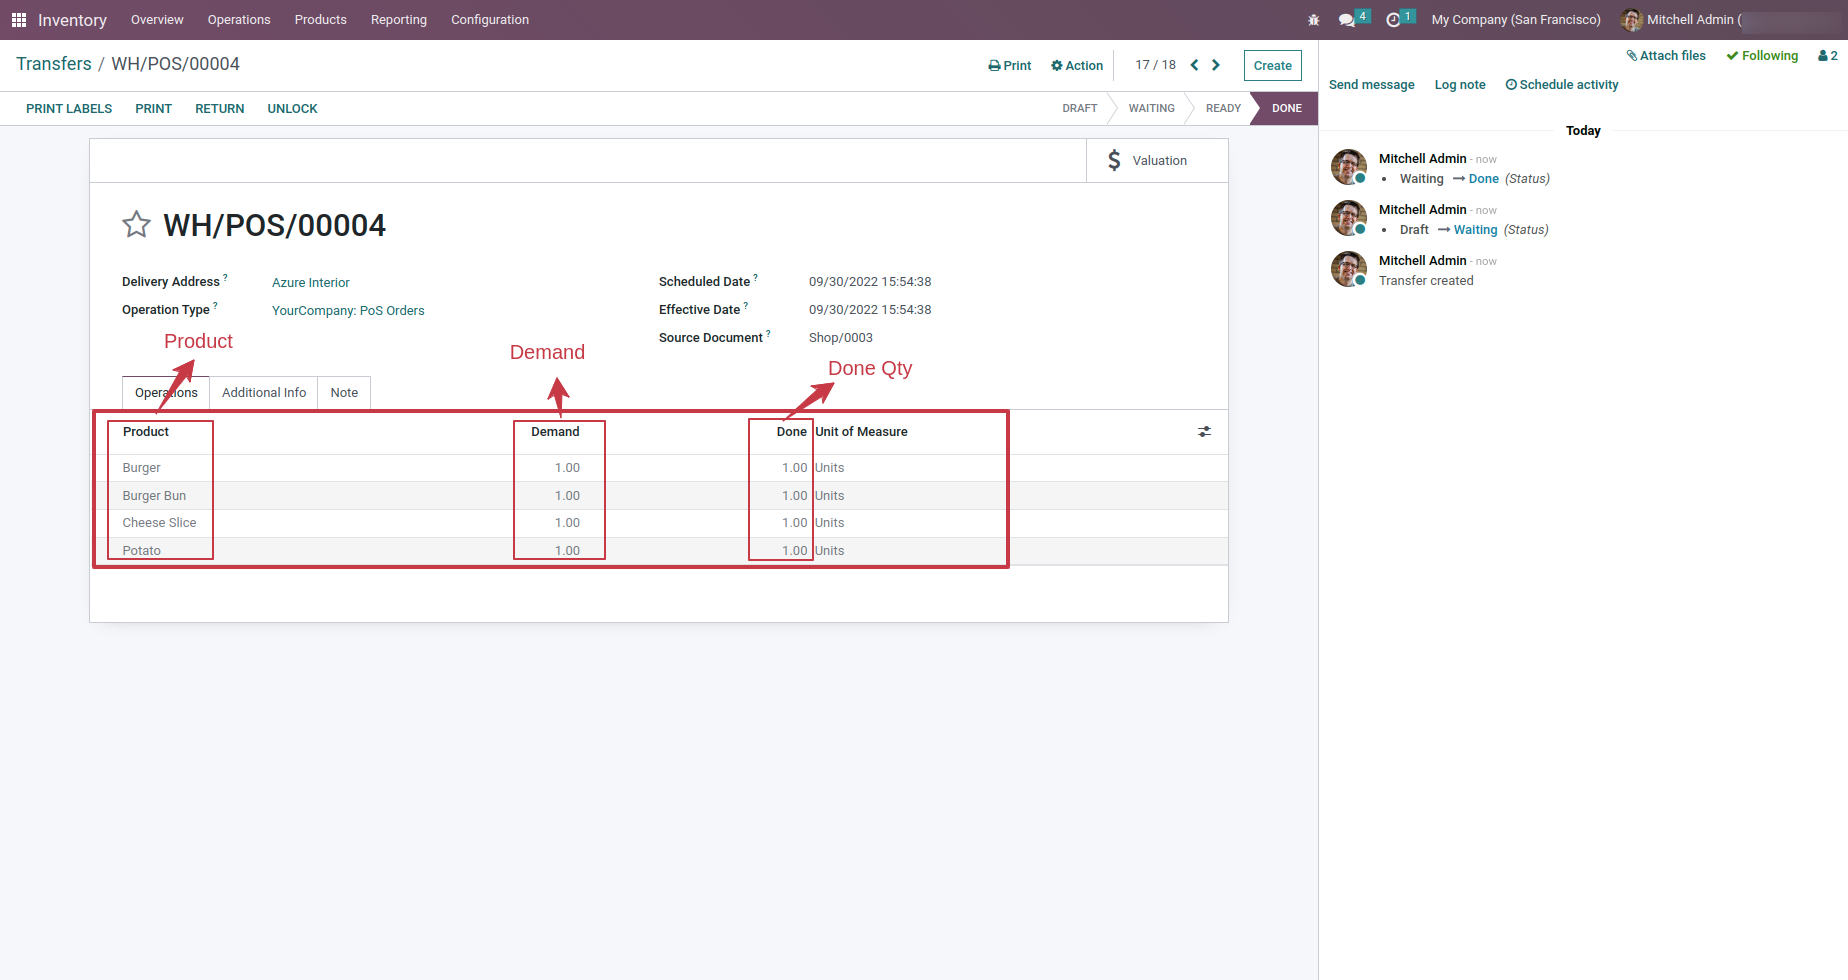 Inventory Overview Operations Products Reporting Configuration 4 1 My Company (San Francisco) Mitchell Admin (
Transfers / WH/POS/00004 Print Action 17 / 18 Create
PRINT LABELS PRINT RETURN UNLOCK DRAFT WAITING READY DONE
$ Valuation
WH/POS/00004
Delivery Address ? Azure Interior Scheduled Date ? 09/30/2022 15:54:38
Operation Type ? YourCompany: PoS Orders Effective Date ? 09/30/2022 15:54:38
Source Document ? Shop/0003
Product Demand Done Qty
Operations Additional Info Note
Product Demand Done Unit of Measure
Burger 1.00 1.00 Units
Burger Bun 1.00 1.00 Units
Cheese Slice 1.00 1.00 Units
Potato 1.00 1.00 Units
Attach files Following 2
Send message Log note Schedule activity
Today
Mitchell Admin - now
• Waiting → Done (Status)
Mitchell Admin - now
• Draft → Waiting (Status)
Mitchell Admin - now
Transfer created